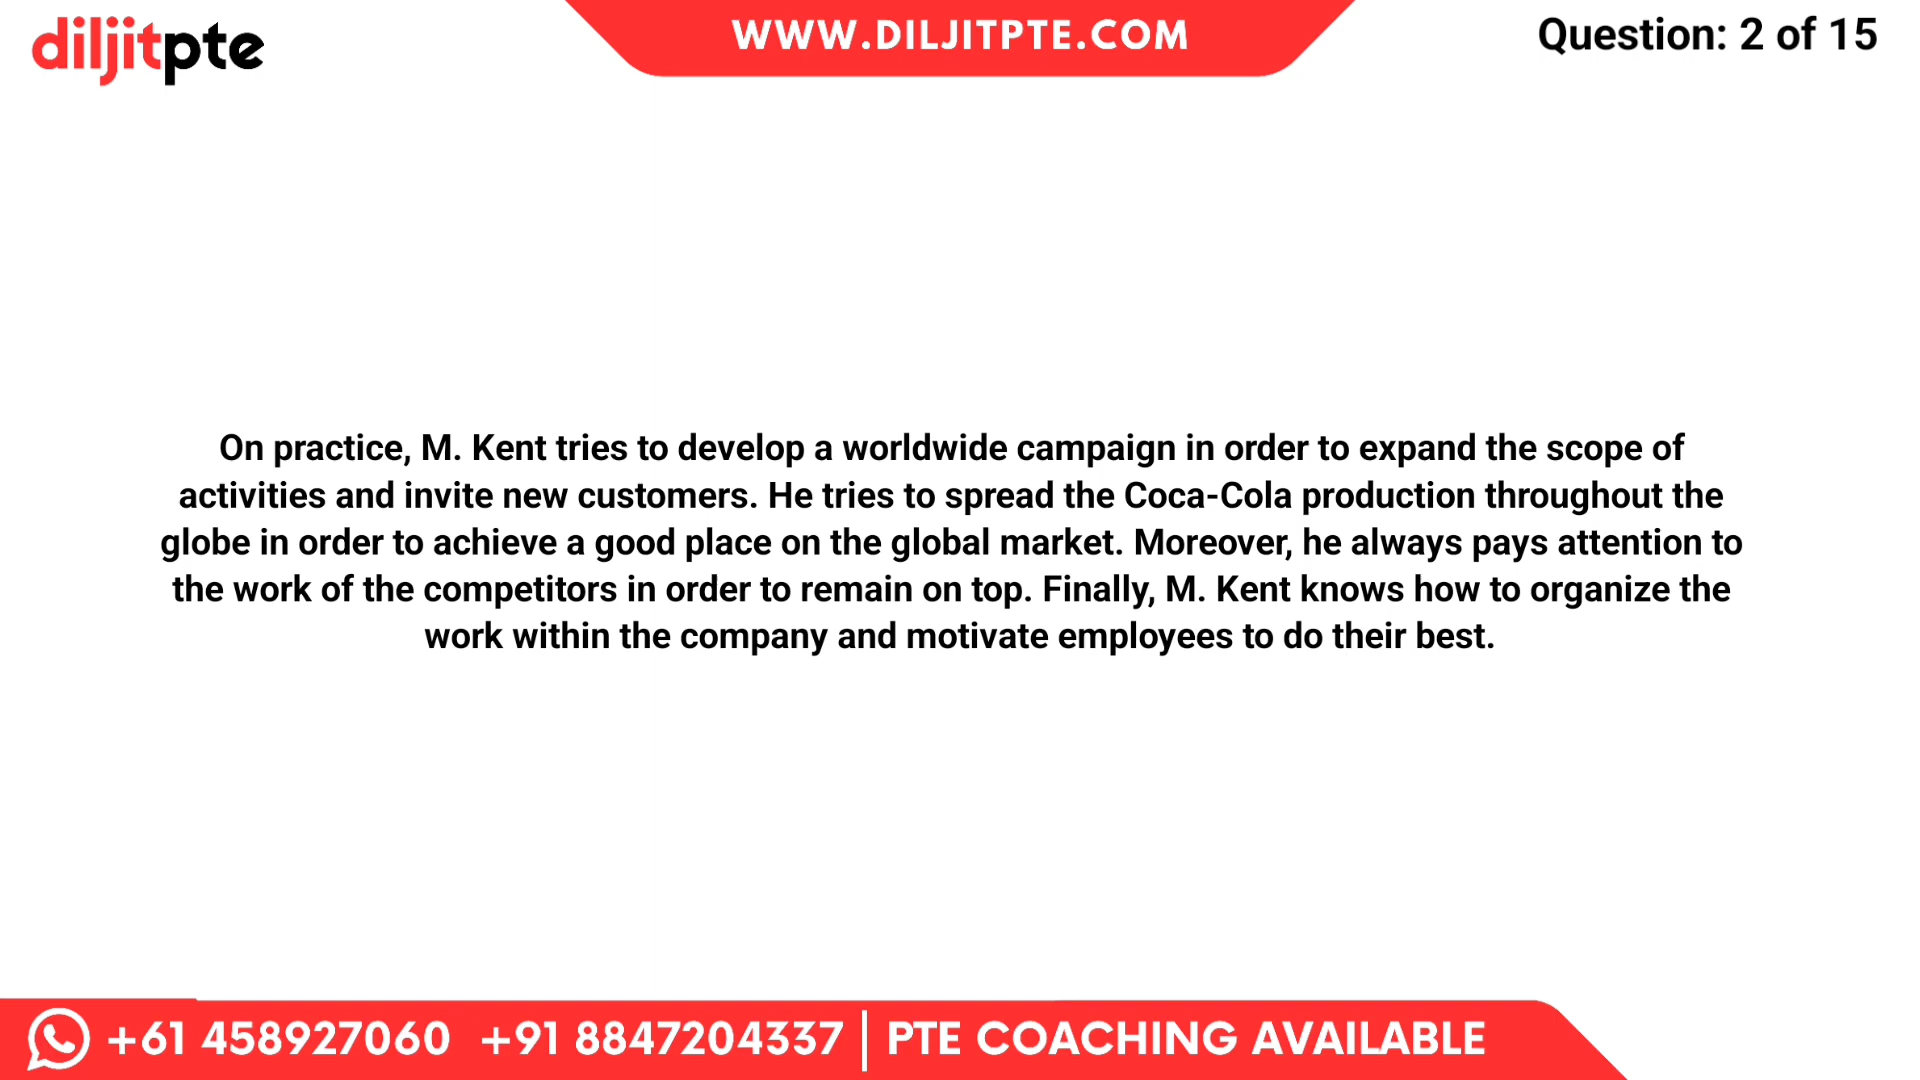 diljitpte
WWW.DILJITPTE.COM
Question: 2 of 15
On practice, M. Kent tries to develop a worldwide campaign in order to expand the scope of
activities and invite new customers. He tries to spread the Coca-Cola production throughout the
globe in order to achieve a good place on the global market. Moreover, he always pays attention to
the work of the competitors in order to remain on top. Finally, M. Kent knows how to organize the
work within the company and motivate employees to do their best.
+61 458927060 +91 8847204337 | PTE COACHING AVAILABLE